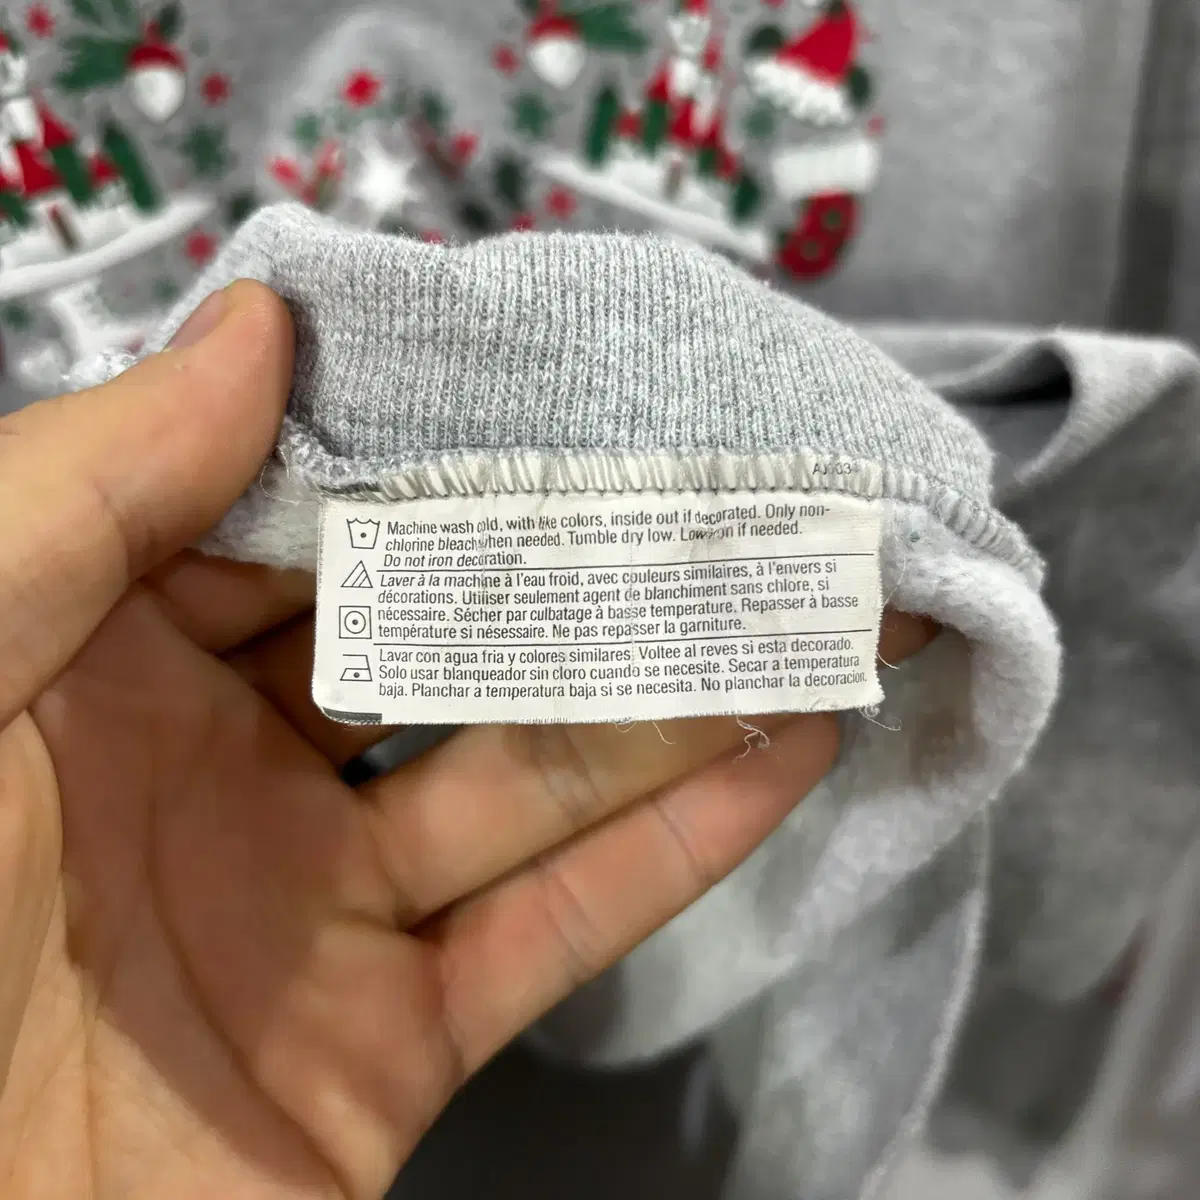 AJ003
Machine wash cold, with like colors, inside out if decorated. Only non-
chlorine bleach when needed. Tumble dry low. Low iron if needed.
Do not iron decoration.
Laver à la machine à l'eau froid, avec couleurs similaires, à l'envers si
décorations. Utiliser seulement agent de blanchiment sans chlore, si
nécessaire. Sécher par culbatage à basse temperature. Repasser à basse
température si nésessaire. Ne pas repasser la garniture.
Lavar con agua fria y colores similares. Voltee al reves si esta decorado.
Solo usar blanqueador sin cloro cuando se necesite. Secar a temperatura
baja. Planchar a temperatura baja si se necesita. No planchar la decoracion.